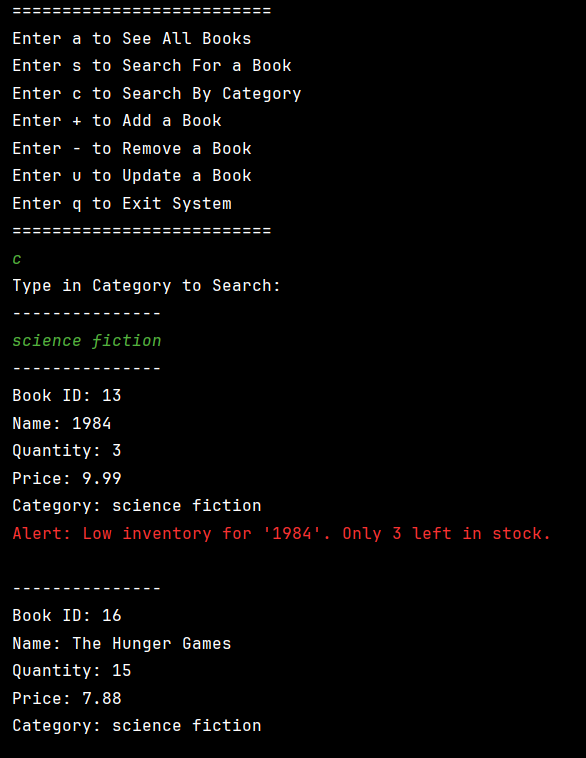 ==========================
Enter a to See All Books
Enter s to Search For a Book
Enter c to Search By Category
Enter + to Add a Book
Enter - to Remove a Book
Enter u to Update a Book
Enter q to Exit System
==========================
c
Type in Category to Search:
---------------
science fiction
---------------
Book ID: 13
Name: 1984
Quantity: 3
Price: 9.99
Category: science fiction
Alert: Low inventory for '1984'. Only 3 left in stock.
---------------
Book ID: 16
Name: The Hunger Games
Quantity: 15
Price: 7.88
Category: science fiction